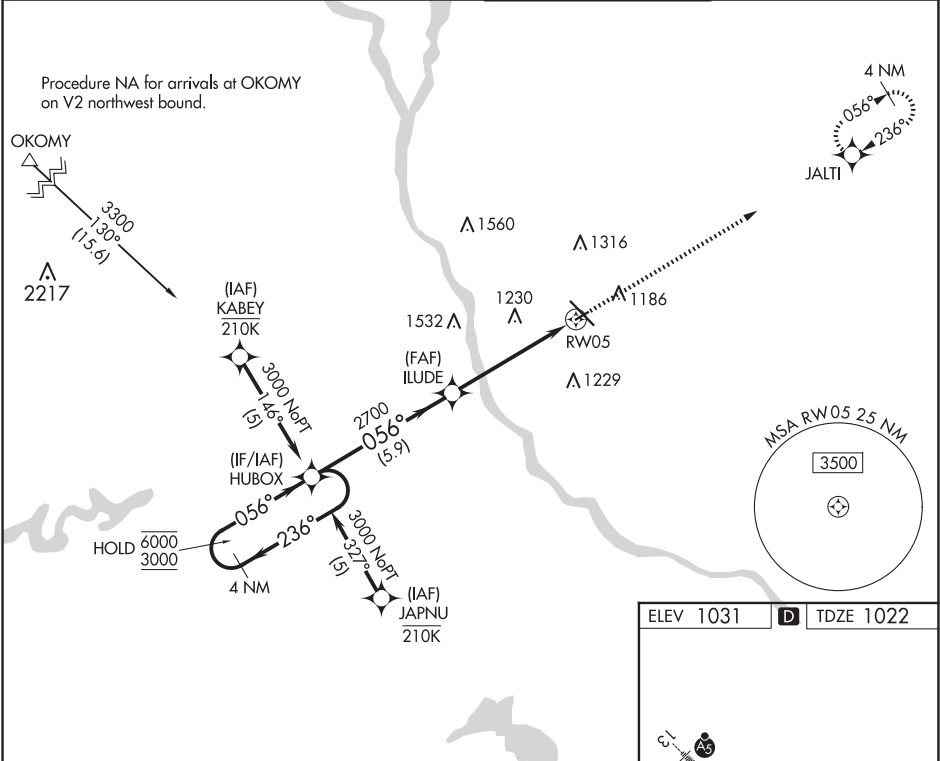 Procedure NA for arrivals at OKOMY
on V2 northwest bound.
OKOMY
3300
130°
(15.6)
2217
(IAF)
KABEY
210K
3000 NoPT
146°
(5)
(IF/IAF)
HUBOX
056°
236°
HOLD 6000
3000
4 NM
3000 NoPT
327°
(5)
(IAF)
JAPNU
210K
2700
056°
(5.9)
(FAF)
ILUDE
1532
1230
1560
1316
1186
RW05
1229
4 NM
056°
236°
JALTI
MSA RW05 25 NM
3500
ELEV 1031
D
TDZE 1022
13
A5